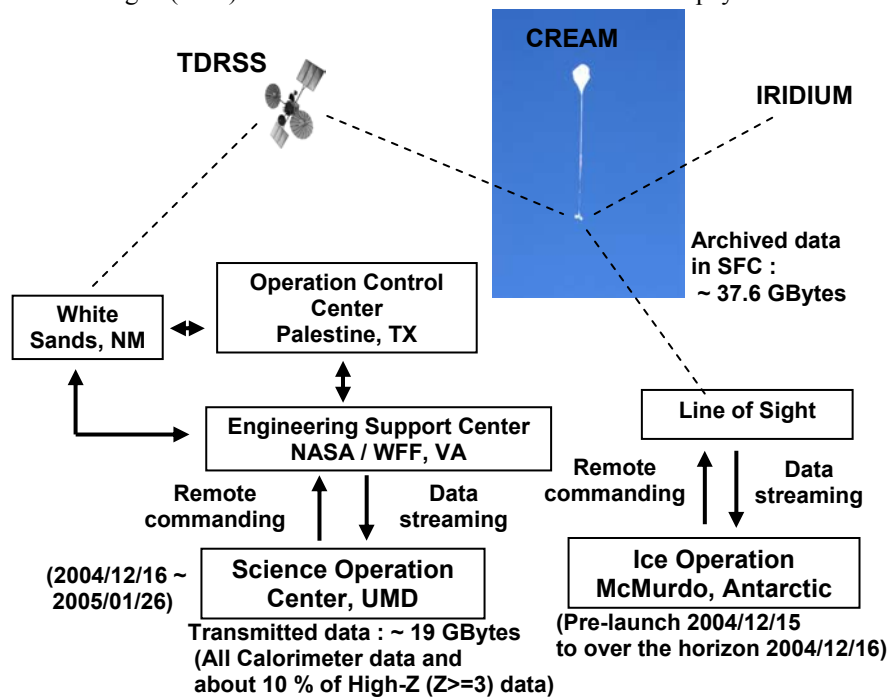 CREAM
TDRSS
IRIDIUM
Archived data
in SFC :
~ 37.6 GBytes
Operation Control
Center
Palestine, TX
White
Sands, NM
Line of Sight
Engineering Support Center
NASA / WFF, VA
Remote
commanding
Data
streaming
Remote
commanding
Data
streaming
(2004/12/16 ~
2005/01/26)
Science Operation
Center, UMD
Ice Operation
McMurdo, Antarctic
Transmitted data : ~ 19 GBytes
(All Calorimeter data and
about 10 % of High-Z (Z>=3) data)
(Pre-launch 2004/12/15
to over the horizon 2004/12/16)